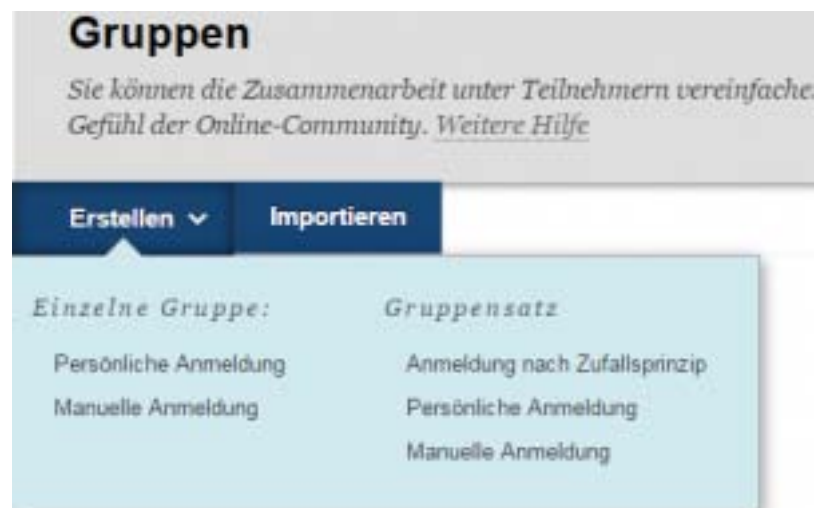 Gruppen
Sie können die Zusammenarbeit unter Teilnehmern vereinfache
Gefühl der Online-Community. Weitere Hilfe
Erstellen Importieren
Einzelne Gruppe: Gruppensatz
Persönliche Anmeldung Anmeldung nach Zufallsprinzip
Manuelle Anmeldung Persönliche Anmeldung
Manuelle Anmeldung